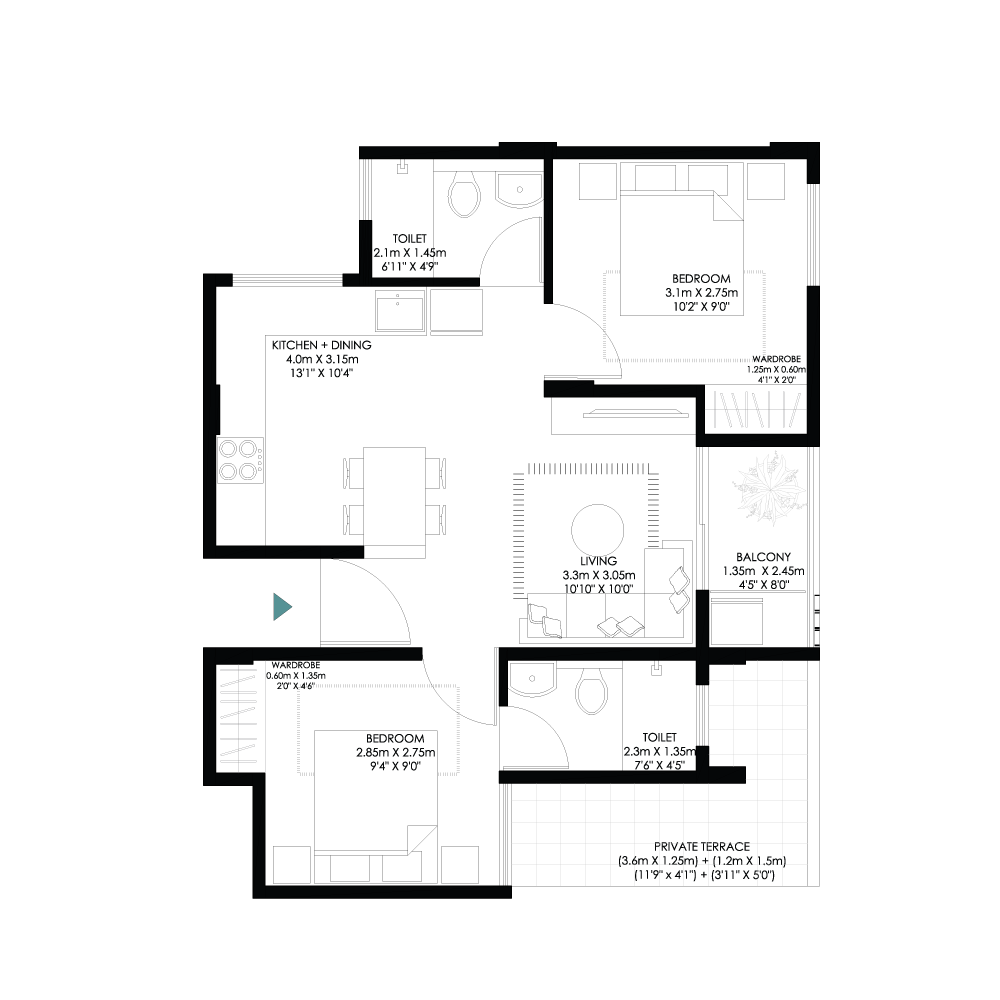 TOILET
2.1m X 1.45m
6'11" X 4'9"
BEDROOM
3.1m X 2.75m
10'2" X 9'0"
WARDROBE
1.25m X 0.60m
4'1" X 2'0"
KITCHEN + DINING
4.0m X 3.15m
13'1" X 10'4"
LIVING
3.3m X 3.05m
10'10" X 10'0"
BALCONY
1.35m X 2.45m
4'5" X 8'0"
WARDROBE
0.60m X 1.35m
2'0" X 4'6"
BEDROOM
2.85m X 2.75m
9'4" X 9'0"
TOILET
2.3m X 1.35m
7'6" X 4'5"
PRIVATE TERRACE
(3.6m X 1.25m) + (1.2m X 1.5m)
(11'9" x 4'1") + (3'11" X 5'0")